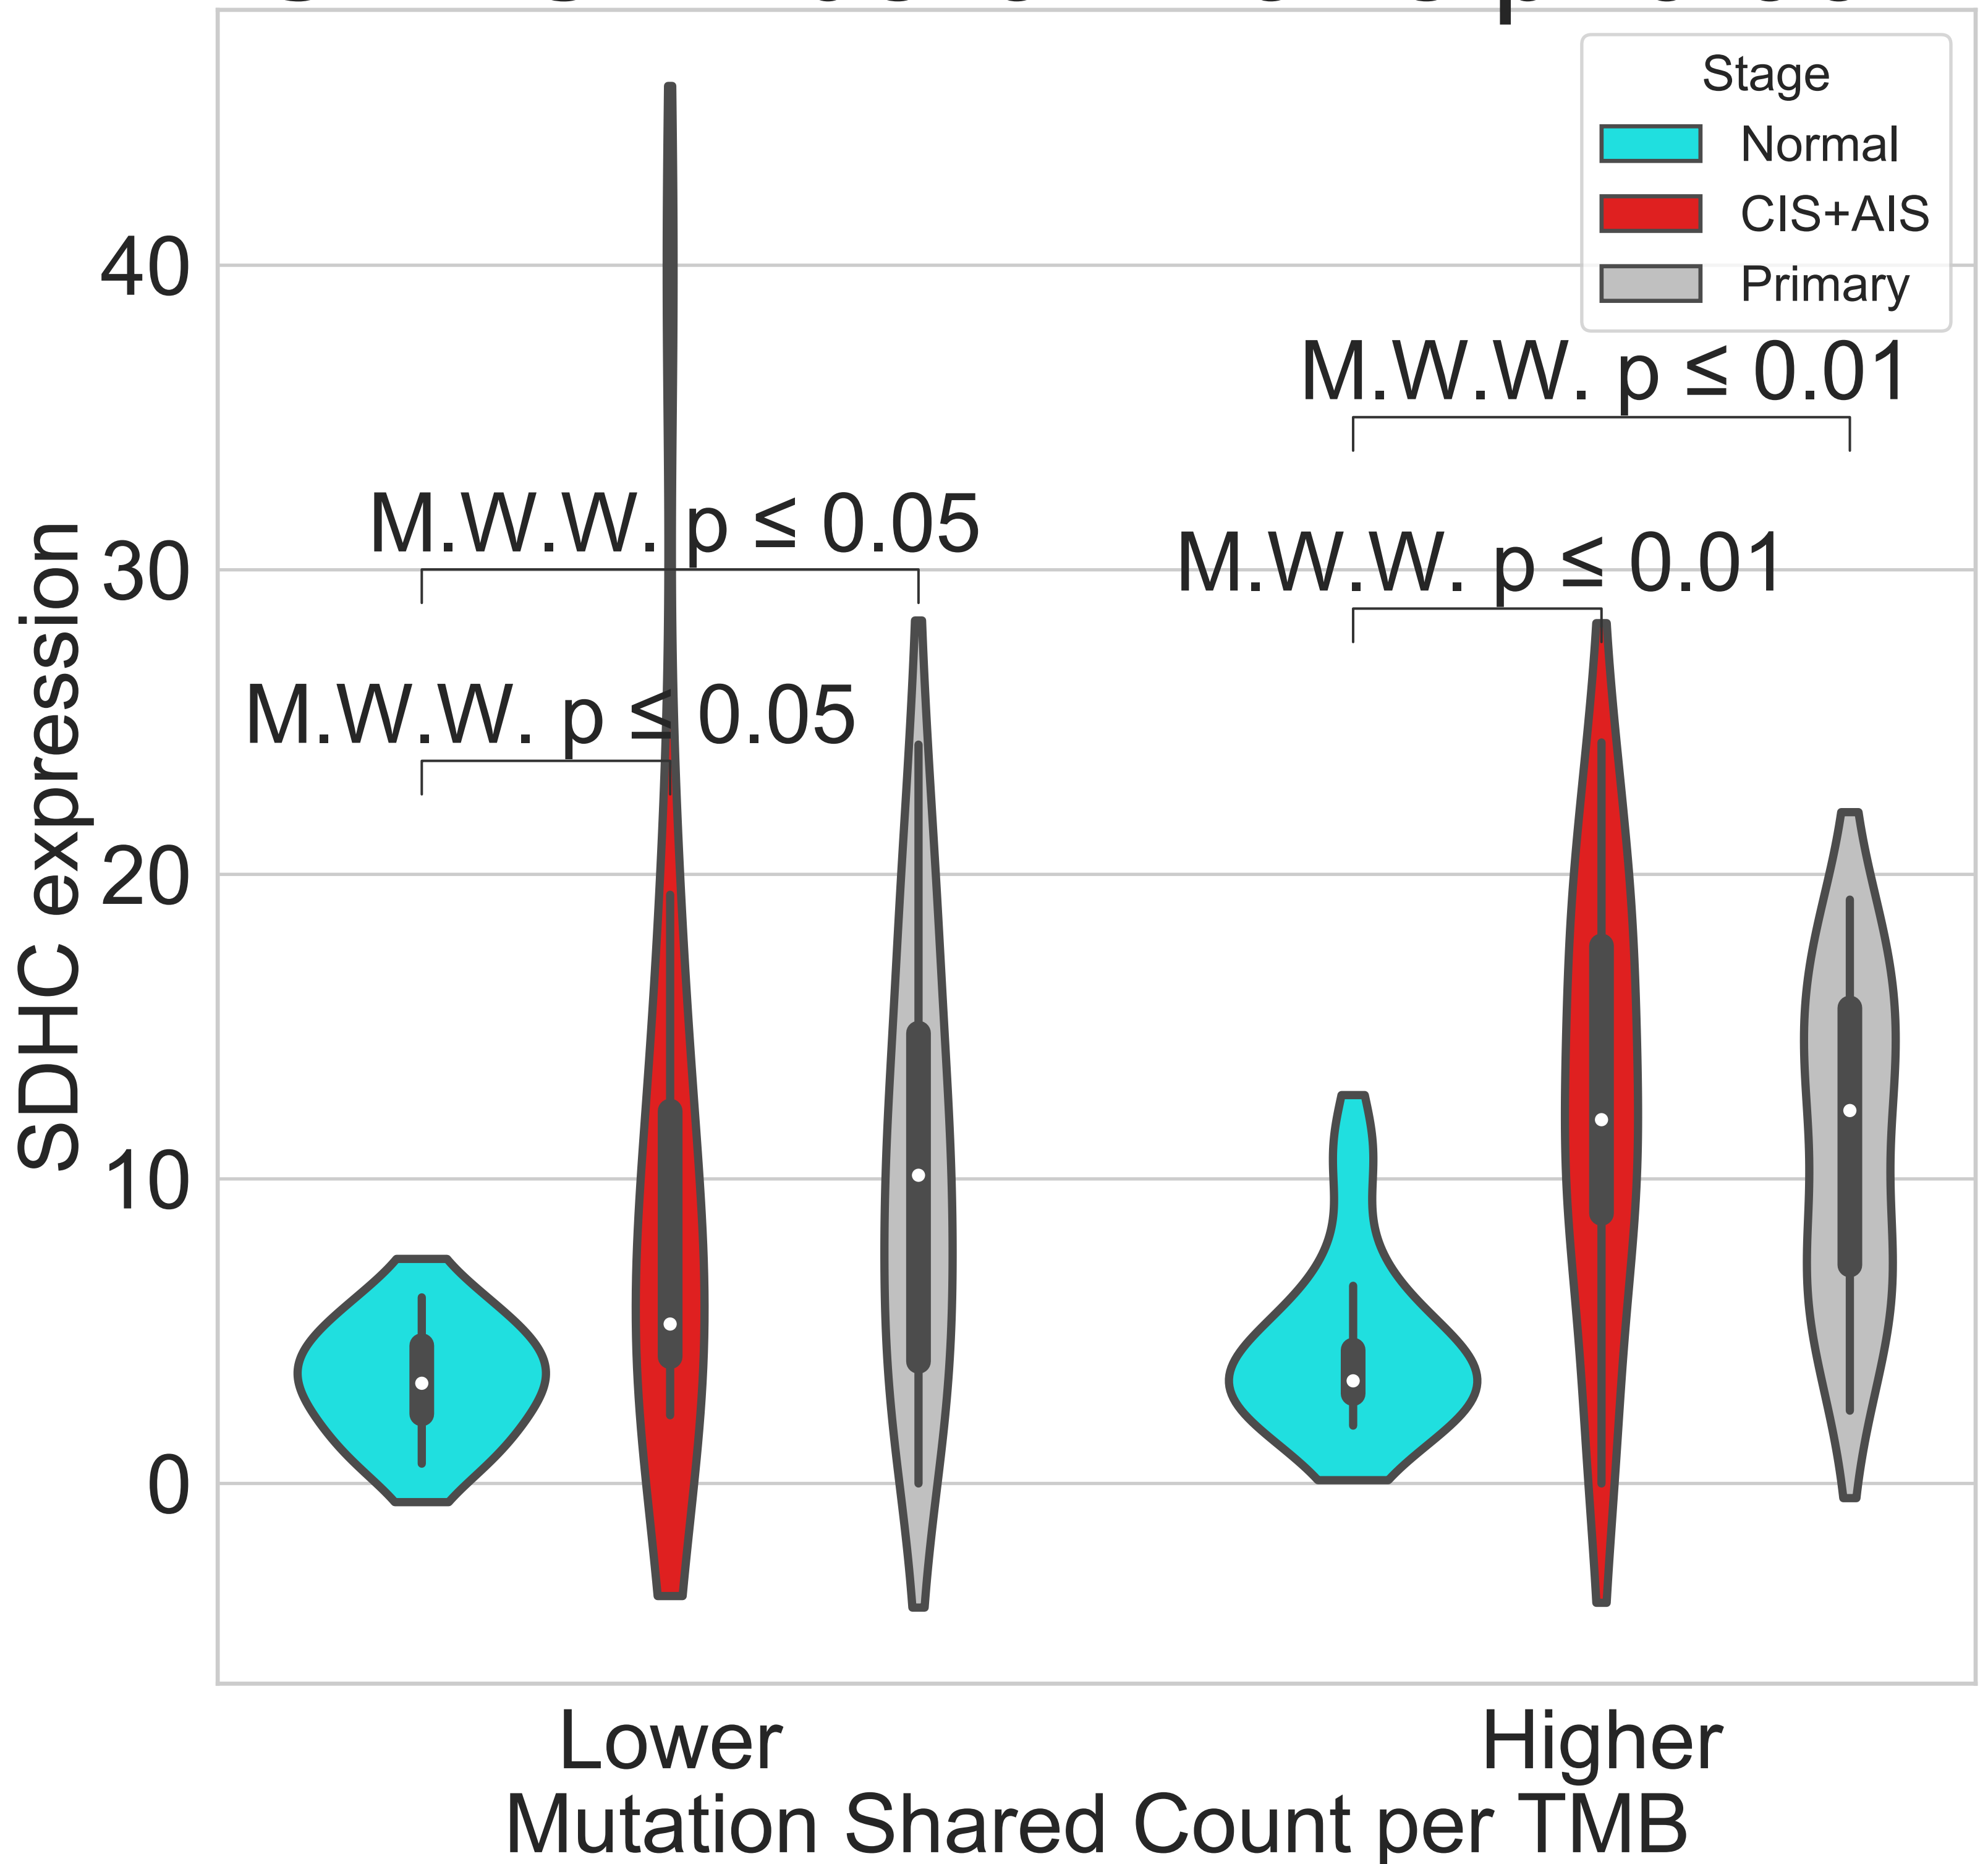 Stage
Normal
CIS+AIS
Primary
40
30
20
10
0
SDHC expression
M.W.W. p ≤ 0.01
M.W.W. p ≤ 0.05
M.W.W. p ≤ 0.01
M.W.W. p ≤ 0.05
Lower
Higher
Mutation Shared Count per TMB